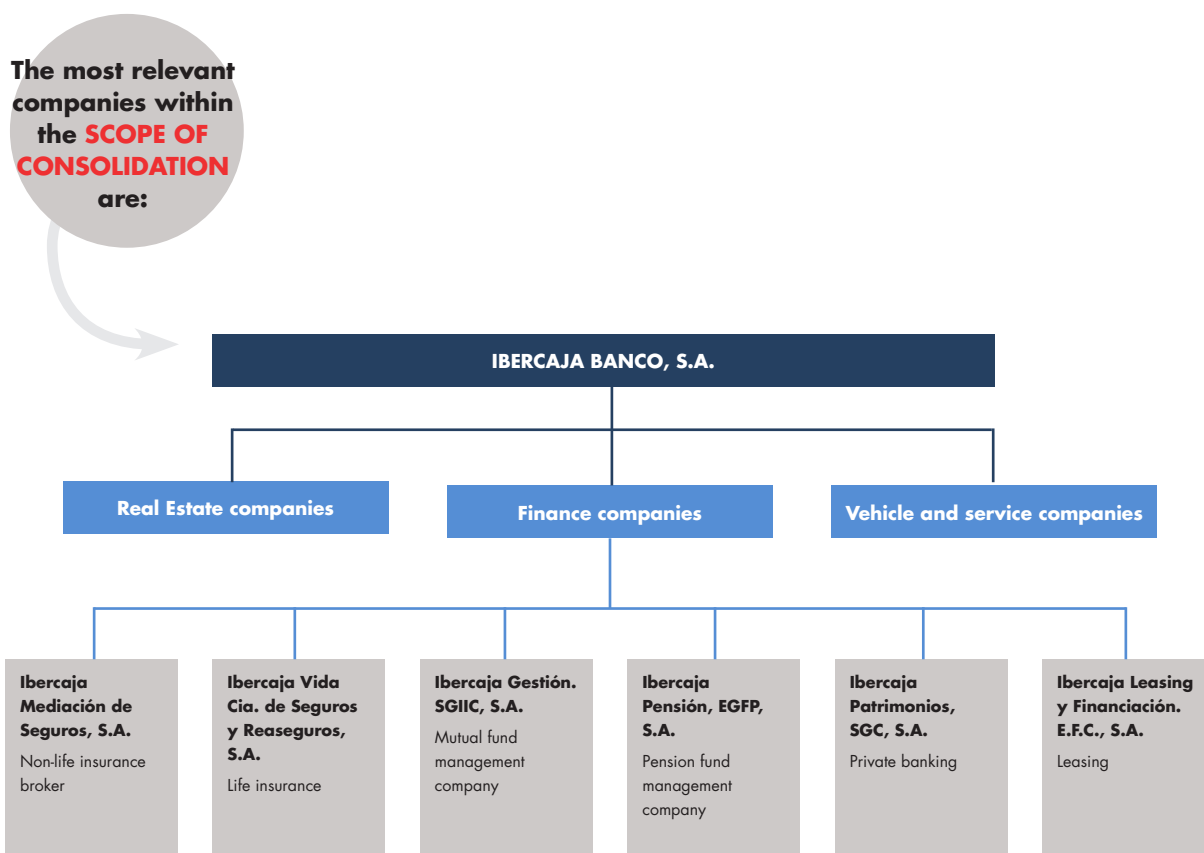 The most relevant
companies within
the SCOPE OF
CONSOLIDATION
are:
IBERCAJA BANCO, S.A.
Real Estate companies
Finance companies
Vehicle and service companies
Ibercaja
Mediación de
Seguros, S.A.
Non-life insurance
broker
Ibercaja Vida
Cia. de Seguros
y Reaseguros,
S.A.
Life insurance
Ibercaja Gestión.
SGIIC, S.A.
Mutual fund
management
company
Ibercaja
Pensión, EGFP,
S.A.
Pension fund
management
company
Ibercaja
Patrimonios,
SGC, S.A.
Private banking
Ibercaja Leasing
y Financiación.
E.F.C., S.A.
Leasing